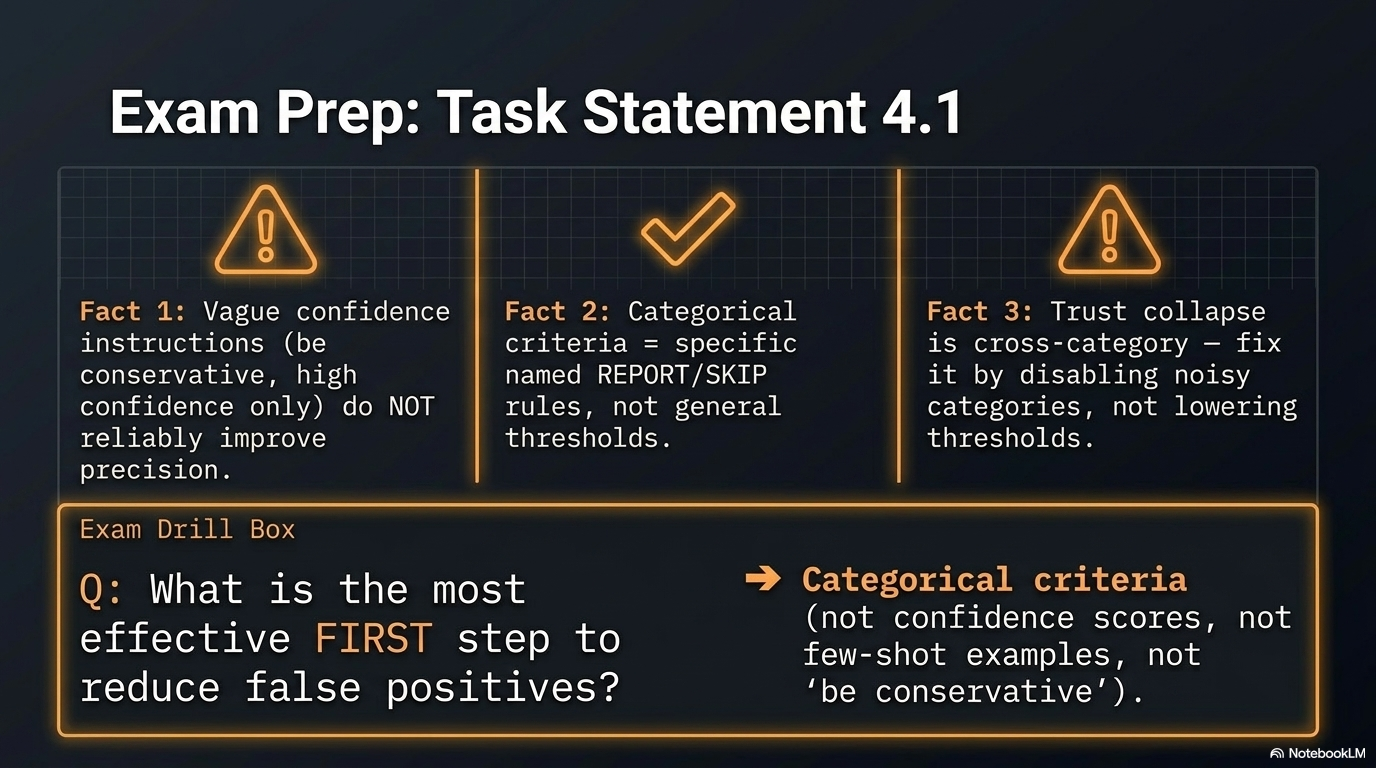 Exam Prep: Task Statement 4.1
Fact 1: Vague confidence
instructions (be
conservative, high
confidence only) do NOT
reliably improve
precision.
Fact 2: Categorical
criteria = specific
named REPORT/SKIP
rules, not general
thresholds.
Fact 3: Trust collapse
is cross-category — fix
it by disabling noisy
categories, not lowering
thresholds.
Exam Drill Box
Q: What is the most
effective FIRST step to
reduce false positives?
➔ Categorical criteria
(not confidence scores, not
few-shot examples, not
‘be conservative’).
NotebookLM